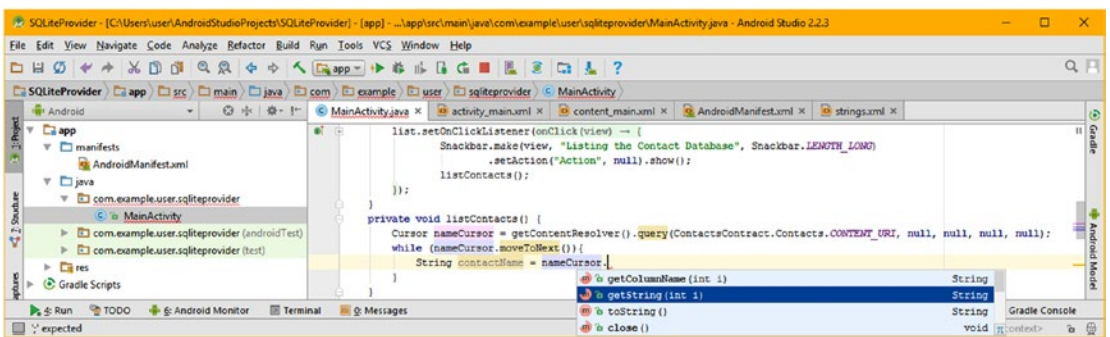 SQLiteProvider - [C:\Users\user\AndroidStudioProjects\SQLiteProvider] - [app] - ...\app\src\main\java\com\example\user\sqliteprovider\MainActivity.java - Android Studio 2.2.3
File Edit View Navigate Code Analyze Refactor Build Run Tools VCS Window Help
app
SQLiteProvider app src main java com example user sqliteprovider MainActivity
Android MainActivity.java × activity_main.xml × content_main.xml × AndroidManifest.xml × strings.xml ×
1: Project
7: Structure
Captures
Gradle
Android Model
app
manifests
AndroidManifest.xml
java
com.example.user.sqliteprovider
MainActivity
com.example.user.sqliteprovider (androidTest)
com.example.user.sqliteprovider (test)
res
Gradle Scripts
list.setOnClickListener(onClick(view) → {
Snackbar.make(view, "Listing the Contact Database", Snackbar.LENGTH_LONG)
.setAction("Action", null).show();
listContacts();
});
}
private void listContacts() {
Cursor nameCursor = getContentResolver().query(ContactsContract.Contacts.CONTENT_URI, null, null, null, null);
while (nameCursor.moveToNext()){
String contactName = nameCursor.
}
}
getColumnName(int i) String
getString(int i) String
toString() String
close() void
4: Run TODO 6: Android Monitor Terminal 0: Messages Gradle Console
';' expected